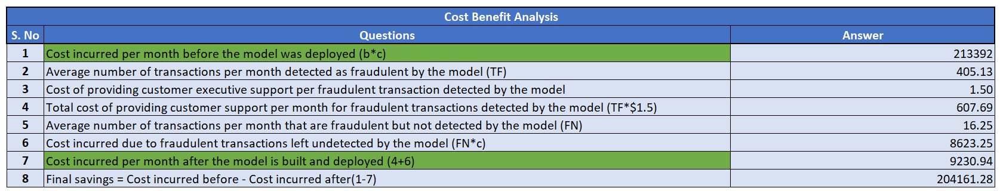 Cost Benefit Analysis
S. No Questions Answer
1 Cost incurred per month before the model was deployed (b*c) 213392
2 Average number of transactions per month detected as fraudulent by the model (TF) 405.13
3 Cost of providing customer executive support per fraudulent transaction detected by the model 1.50
4 Total cost of providing customer support per month for fraudulent transactions detected by the model (TF*$1.5) 607.69
5 Average number of transactions per month that are fraudulent but not detected by the model (FN) 16.25
6 Cost incurred due to fraudulent transactions left undetected by the model (FN*c) 8623.25
7 Cost incurred per month after the model is built and deployed (4+6) 9230.94
8 Final savings = Cost incurred before - Cost incurred after(1-7) 204161.28